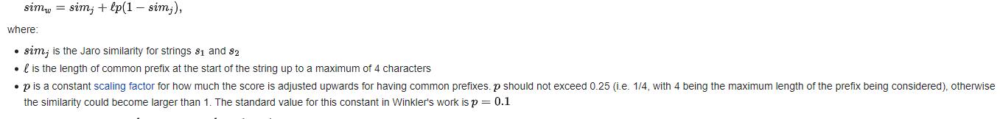 sim_w = sim_j + ℓp(1 − sim_j),
where:
• sim_j is the Jaro similarity for strings s_1 and s_2
• ℓ is the length of common prefix at the start of the string up to a maximum of 4 characters
• p is a constant scaling factor for how much the score is adjusted upwards for having common prefixes. p should not exceed 0.25 (i.e. 1/4, with 4 being the maximum length of the prefix being considered), otherwise
the similarity could become larger than 1. The standard value for this constant in Winkler's work is p = 0.1